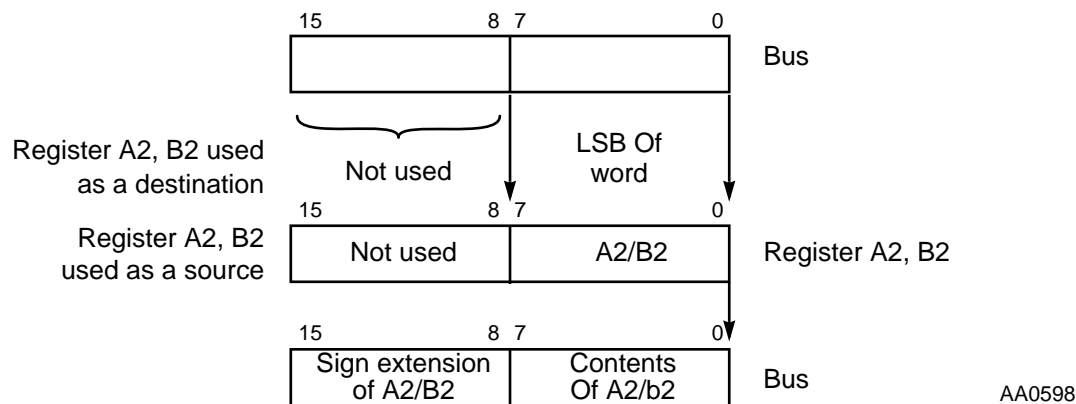 15 8 7 0
Bus
Register A2, B2 used
as a destination
Not used
LSB Of
word
15 8 7 0
Register A2, B2
used as a source
Not used
A2/B2
Register A2, B2
15 8 7 0
Sign extension
of A2/B2
Contents
Of A2/b2
Bus
AA0598